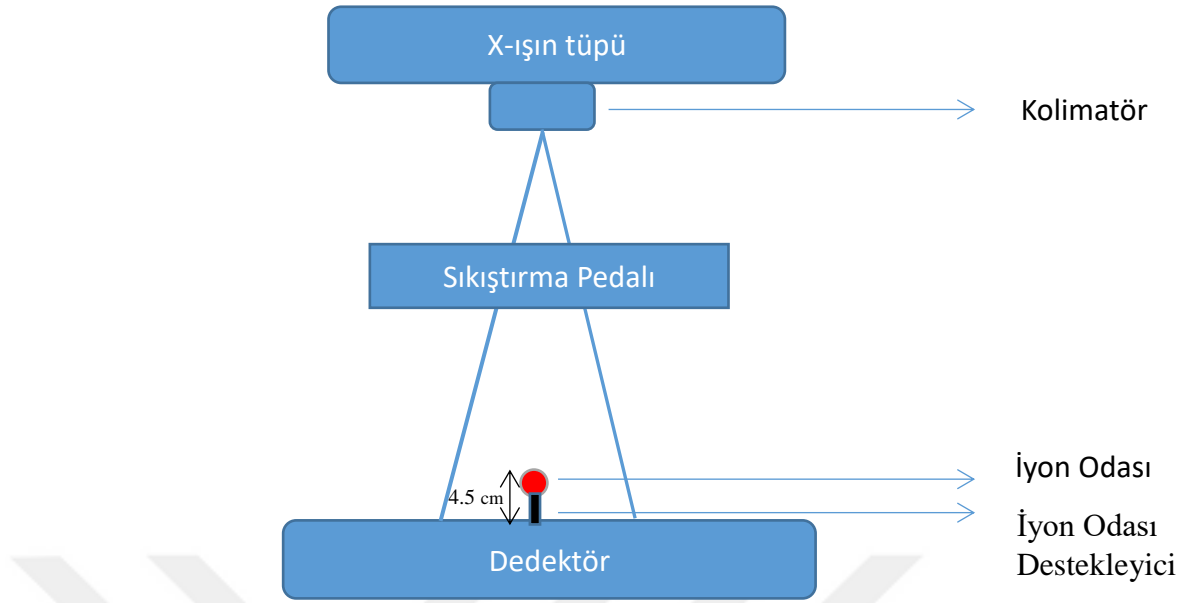 X-ışın tüpü
Kolimatör
Sıkıştırma Pedalı
İyon Odası
4.5 cm
İyon Odası
Destekleyici
Dedektör